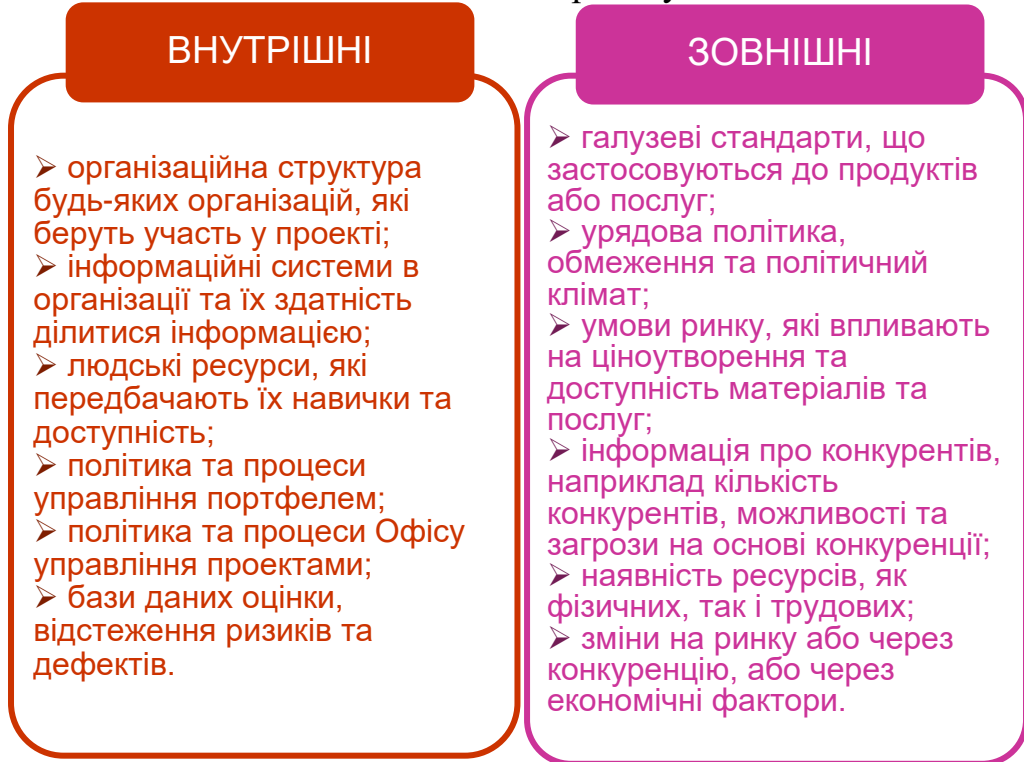 ВНУТРІШНІ
➢ організаційна структура
будь-яких організацій, які
беруть участь у проекті;
➢ інформаційні системи в
організації та їх здатність
ділитися інформацією;
➢ людські ресурси, які
передбачають їх навички та
доступність;
➢ політика та процеси
управління портфелем;
➢ політика та процеси Офісу
управління проектами;
➢ бази даних оцінки,
відстеження ризиків та
дефектів.
ЗОВНІШНІ
➢ галузеві стандарти, що
застосовуються до продуктів
або послуг;
➢ урядова політика,
обмеження та політичний
клімат;
➢ умови ринку, які впливають
на ціноутворення та
доступність матеріалів та
послуг;
➢ інформація про конкурентів,
наприклад кількість
конкурентів, можливості та
загрози на основі конкуренції;
➢ наявність ресурсів, як
фізичних, так і трудових;
➢ зміни на ринку або через
конкуренцію, або через
економічні фактори.